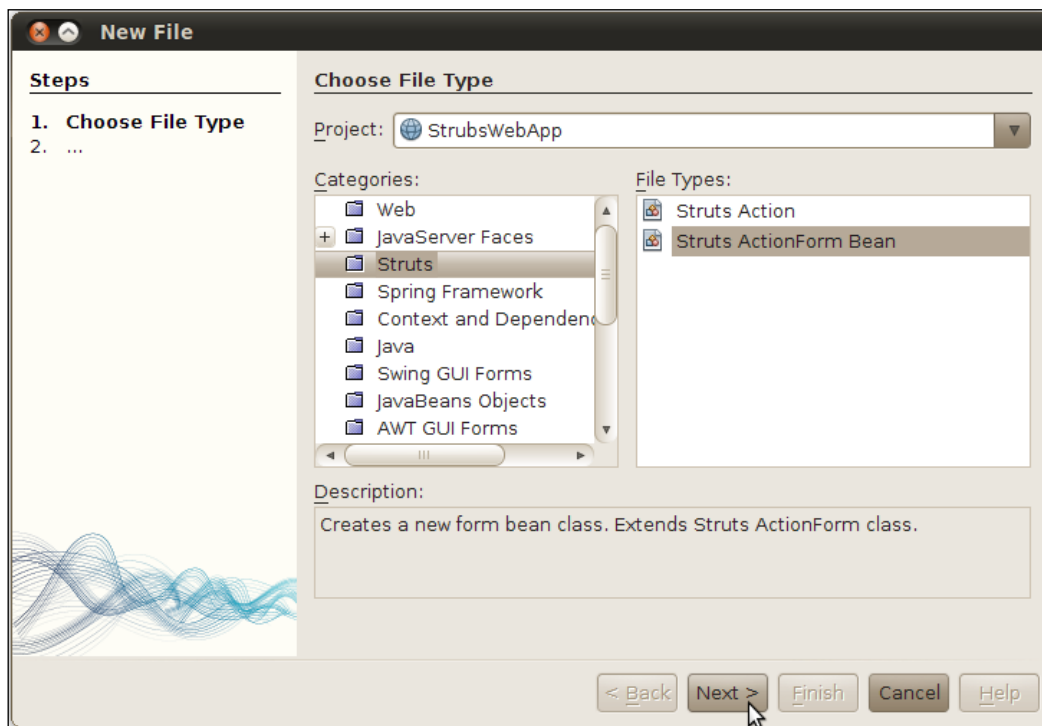 New File
Steps
1. Choose File Type
2. ...
Choose File Type
Project: StrubsWebApp
Categories:
Web
JavaServer Faces
Struts
Spring Framework
Context and Dependenc
Java
Swing GUI Forms
JavaBeans Objects
AWT GUI Forms
File Types:
Struts Action
Struts ActionForm Bean
Description:
Creates a new form bean class. Extends Struts ActionForm class.
< Back Next > Finish Cancel Help